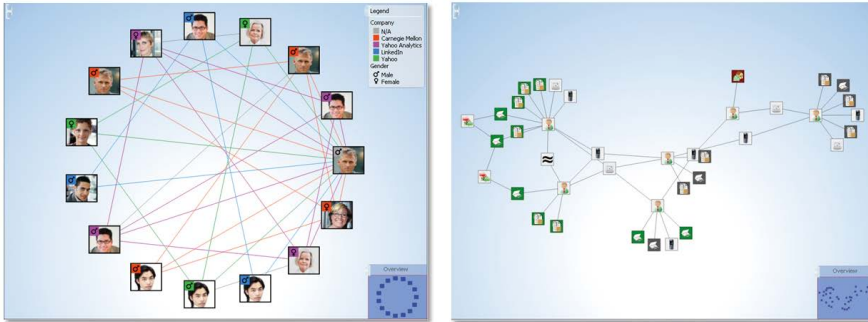 Legend
Company
N/A
Carnegie Mellon
Yahoo Analytics
LinkedIn
Yahoo
Gender
Male
Female
Overview
Overview